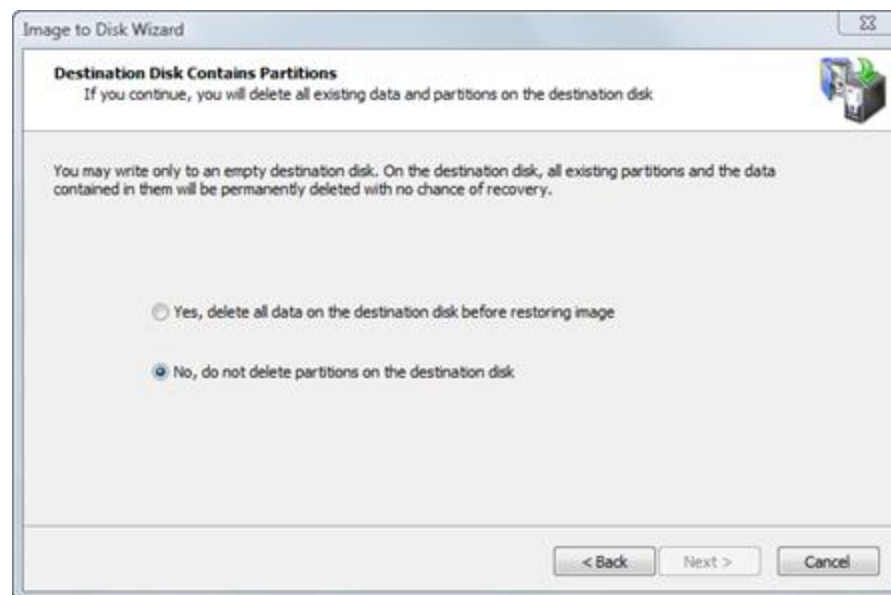 Image to Disk Wizard
Destination Disk Contains Partitions
If you continue, you will delete all existing data and partitions on the destination disk
You may write only to an empty destination disk. On the destination disk, all existing partitions and the data
contained in them will be permanently deleted with no chance of recovery.
Yes, delete all data on the destination disk before restoring image
No, do not delete partitions on the destination disk
< Back Next > Cancel